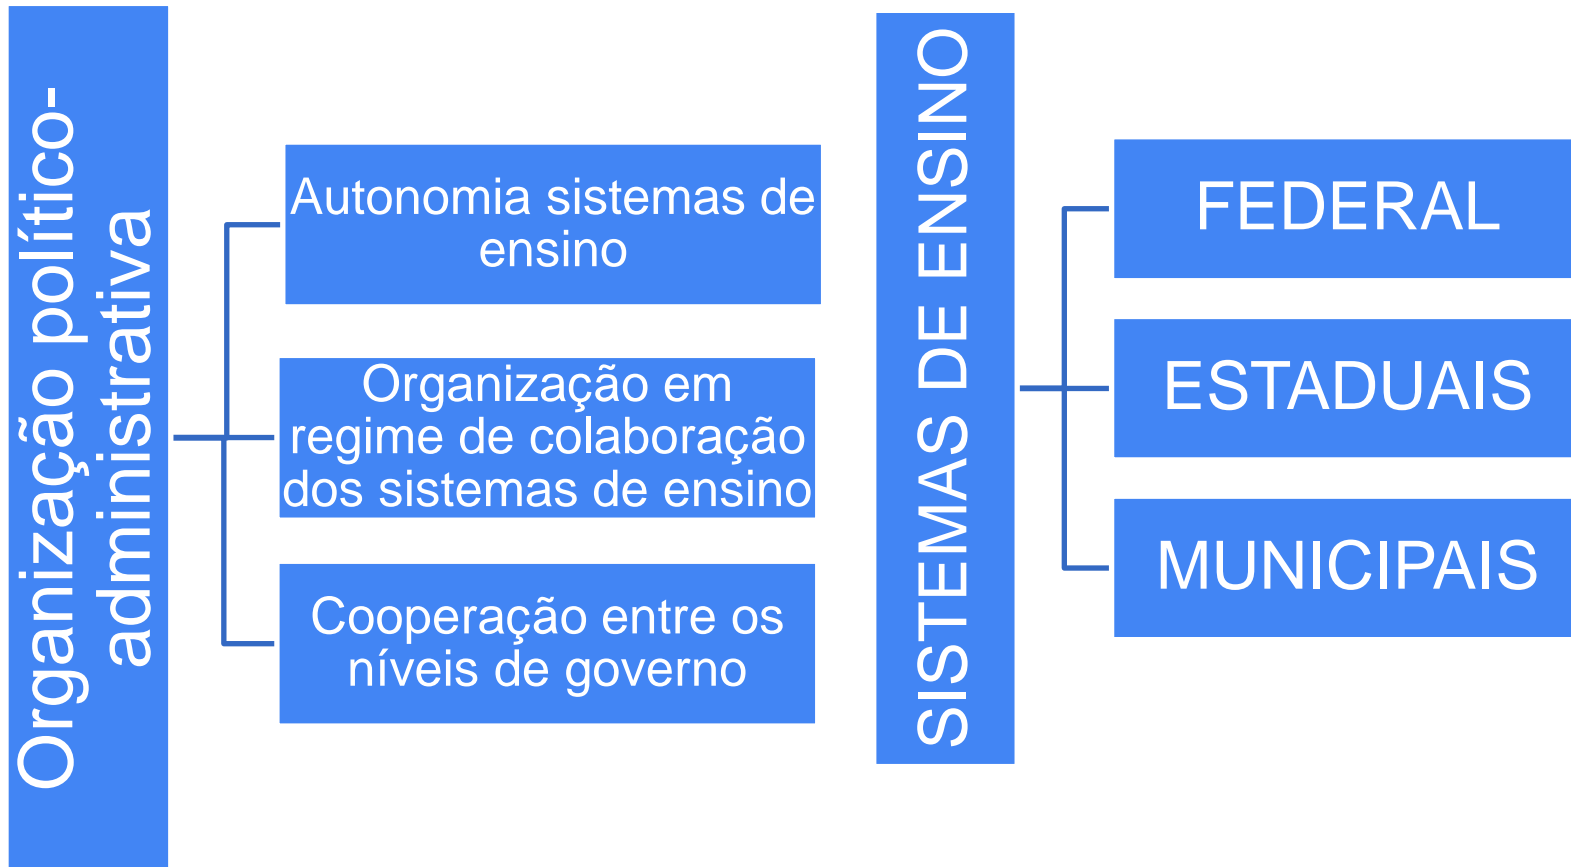 Organização político-
administrativa
Autonomia sistemas de
ensino
Organização em
regime de colaboração
dos sistemas de ensino
Cooperação entre os
níveis de governo
SISTEMAS DE ENSINO
FEDERAL
ESTADUAIS
MUNICIPAIS